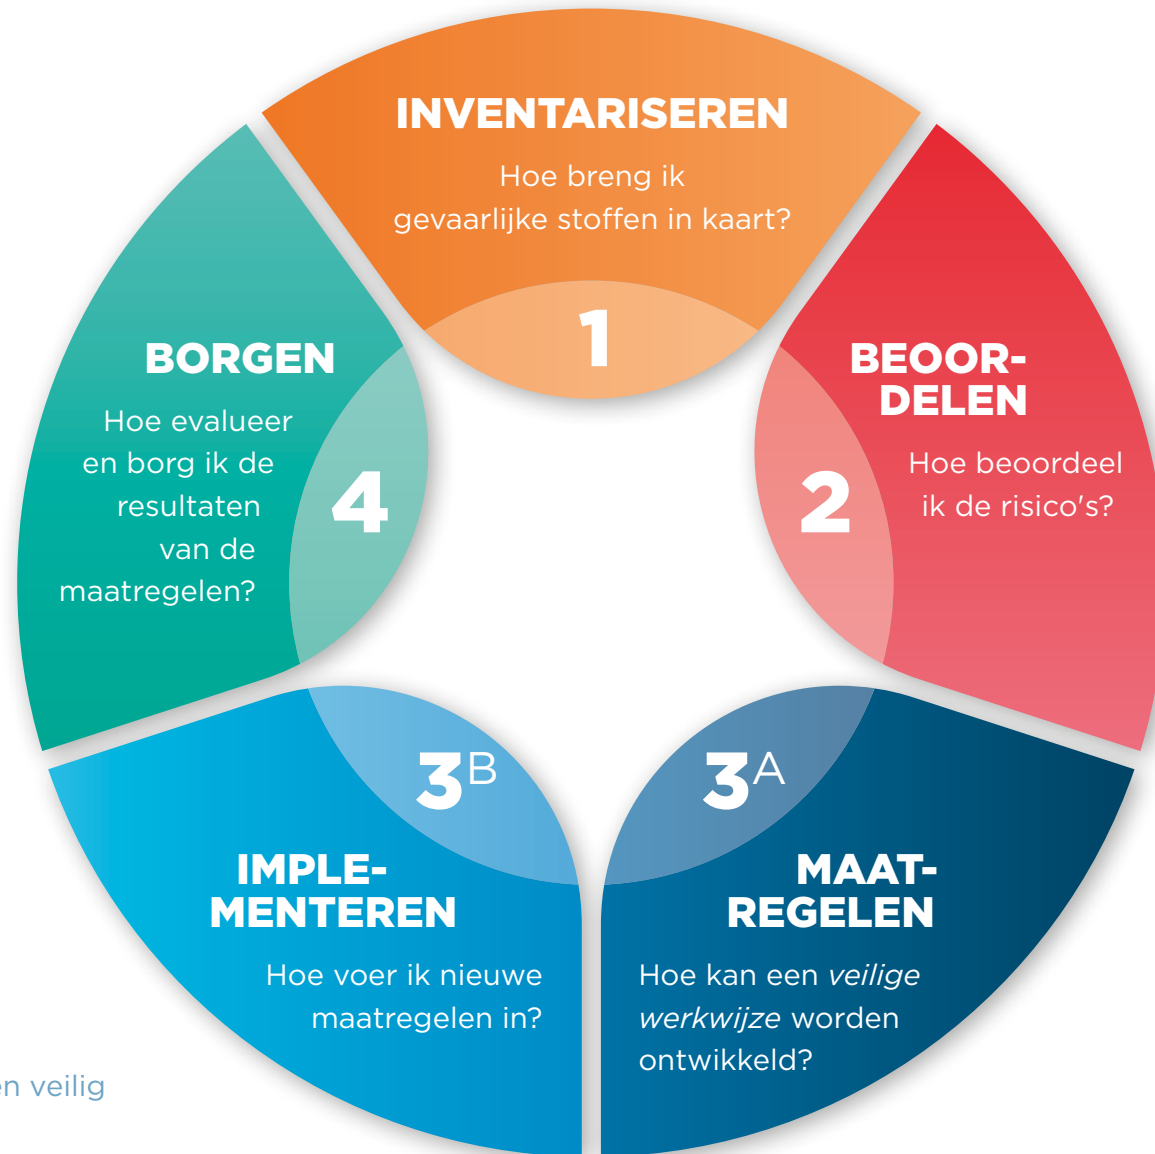 INVENTARISEREN
Hoe breng ik
gevaarlijke stoffen in kaart?
1
BEOOR-
DELEN
Hoe beoordeel
ik de risico's?
2
3A
MAAT-
REGELEN
Hoe kan een veilige
werkwijze worden
ontwikkeld?
3B
IMPLE-
MENTEREN
Hoe voer ik nieuwe
maatregelen in?
BORGEN
Hoe evalueer
en borg ik de
resultaten
van de
maatregelen?
4
veilig